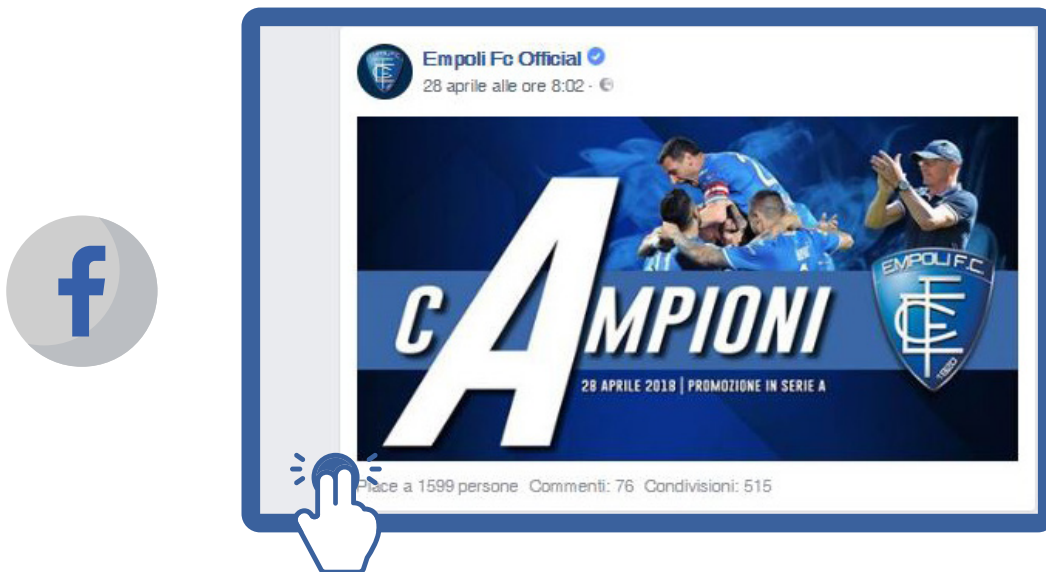 Empoli Fc Official
28 aprile alle ore 8:02 ·
EMPOLI F.C.
CAMPIONI
1920
28 APRILE 2018 | PROMOZIONE IN SERIE A
Piace a 1599 persone Commenti: 76 Condivisioni: 515